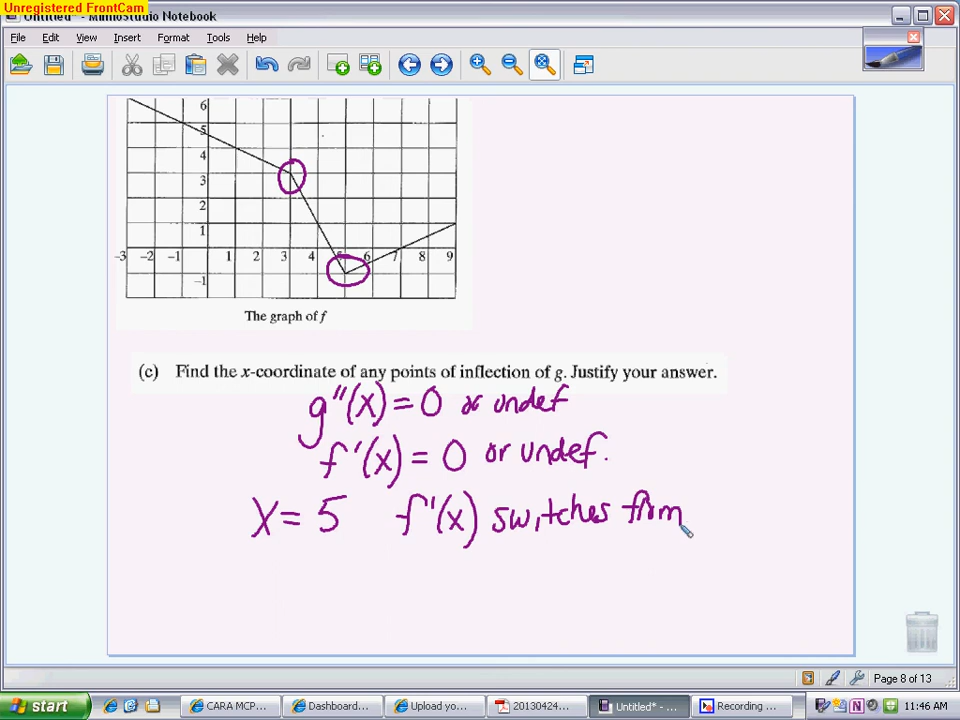 Unregistered FrontCam
Untitled* - MimioStudio Notebook
File Edit View Insert Format Tools Help
6
5
4
3
2
1
-3 -2 -1 1 2 3 4 5 6 7 8 9
-1
The graph of f
(c) Find the x-coordinate of any points of inflection of g. Justify your answer.
g"(x) = 0 or undef
f'(x) = 0 or undef.
X = 5 f'(x) switches from
Page 8 of 13
start CARA MCP... Dashboard... Upload yo... 20130424... Untitled* - ... Recording ... 11:46 AM